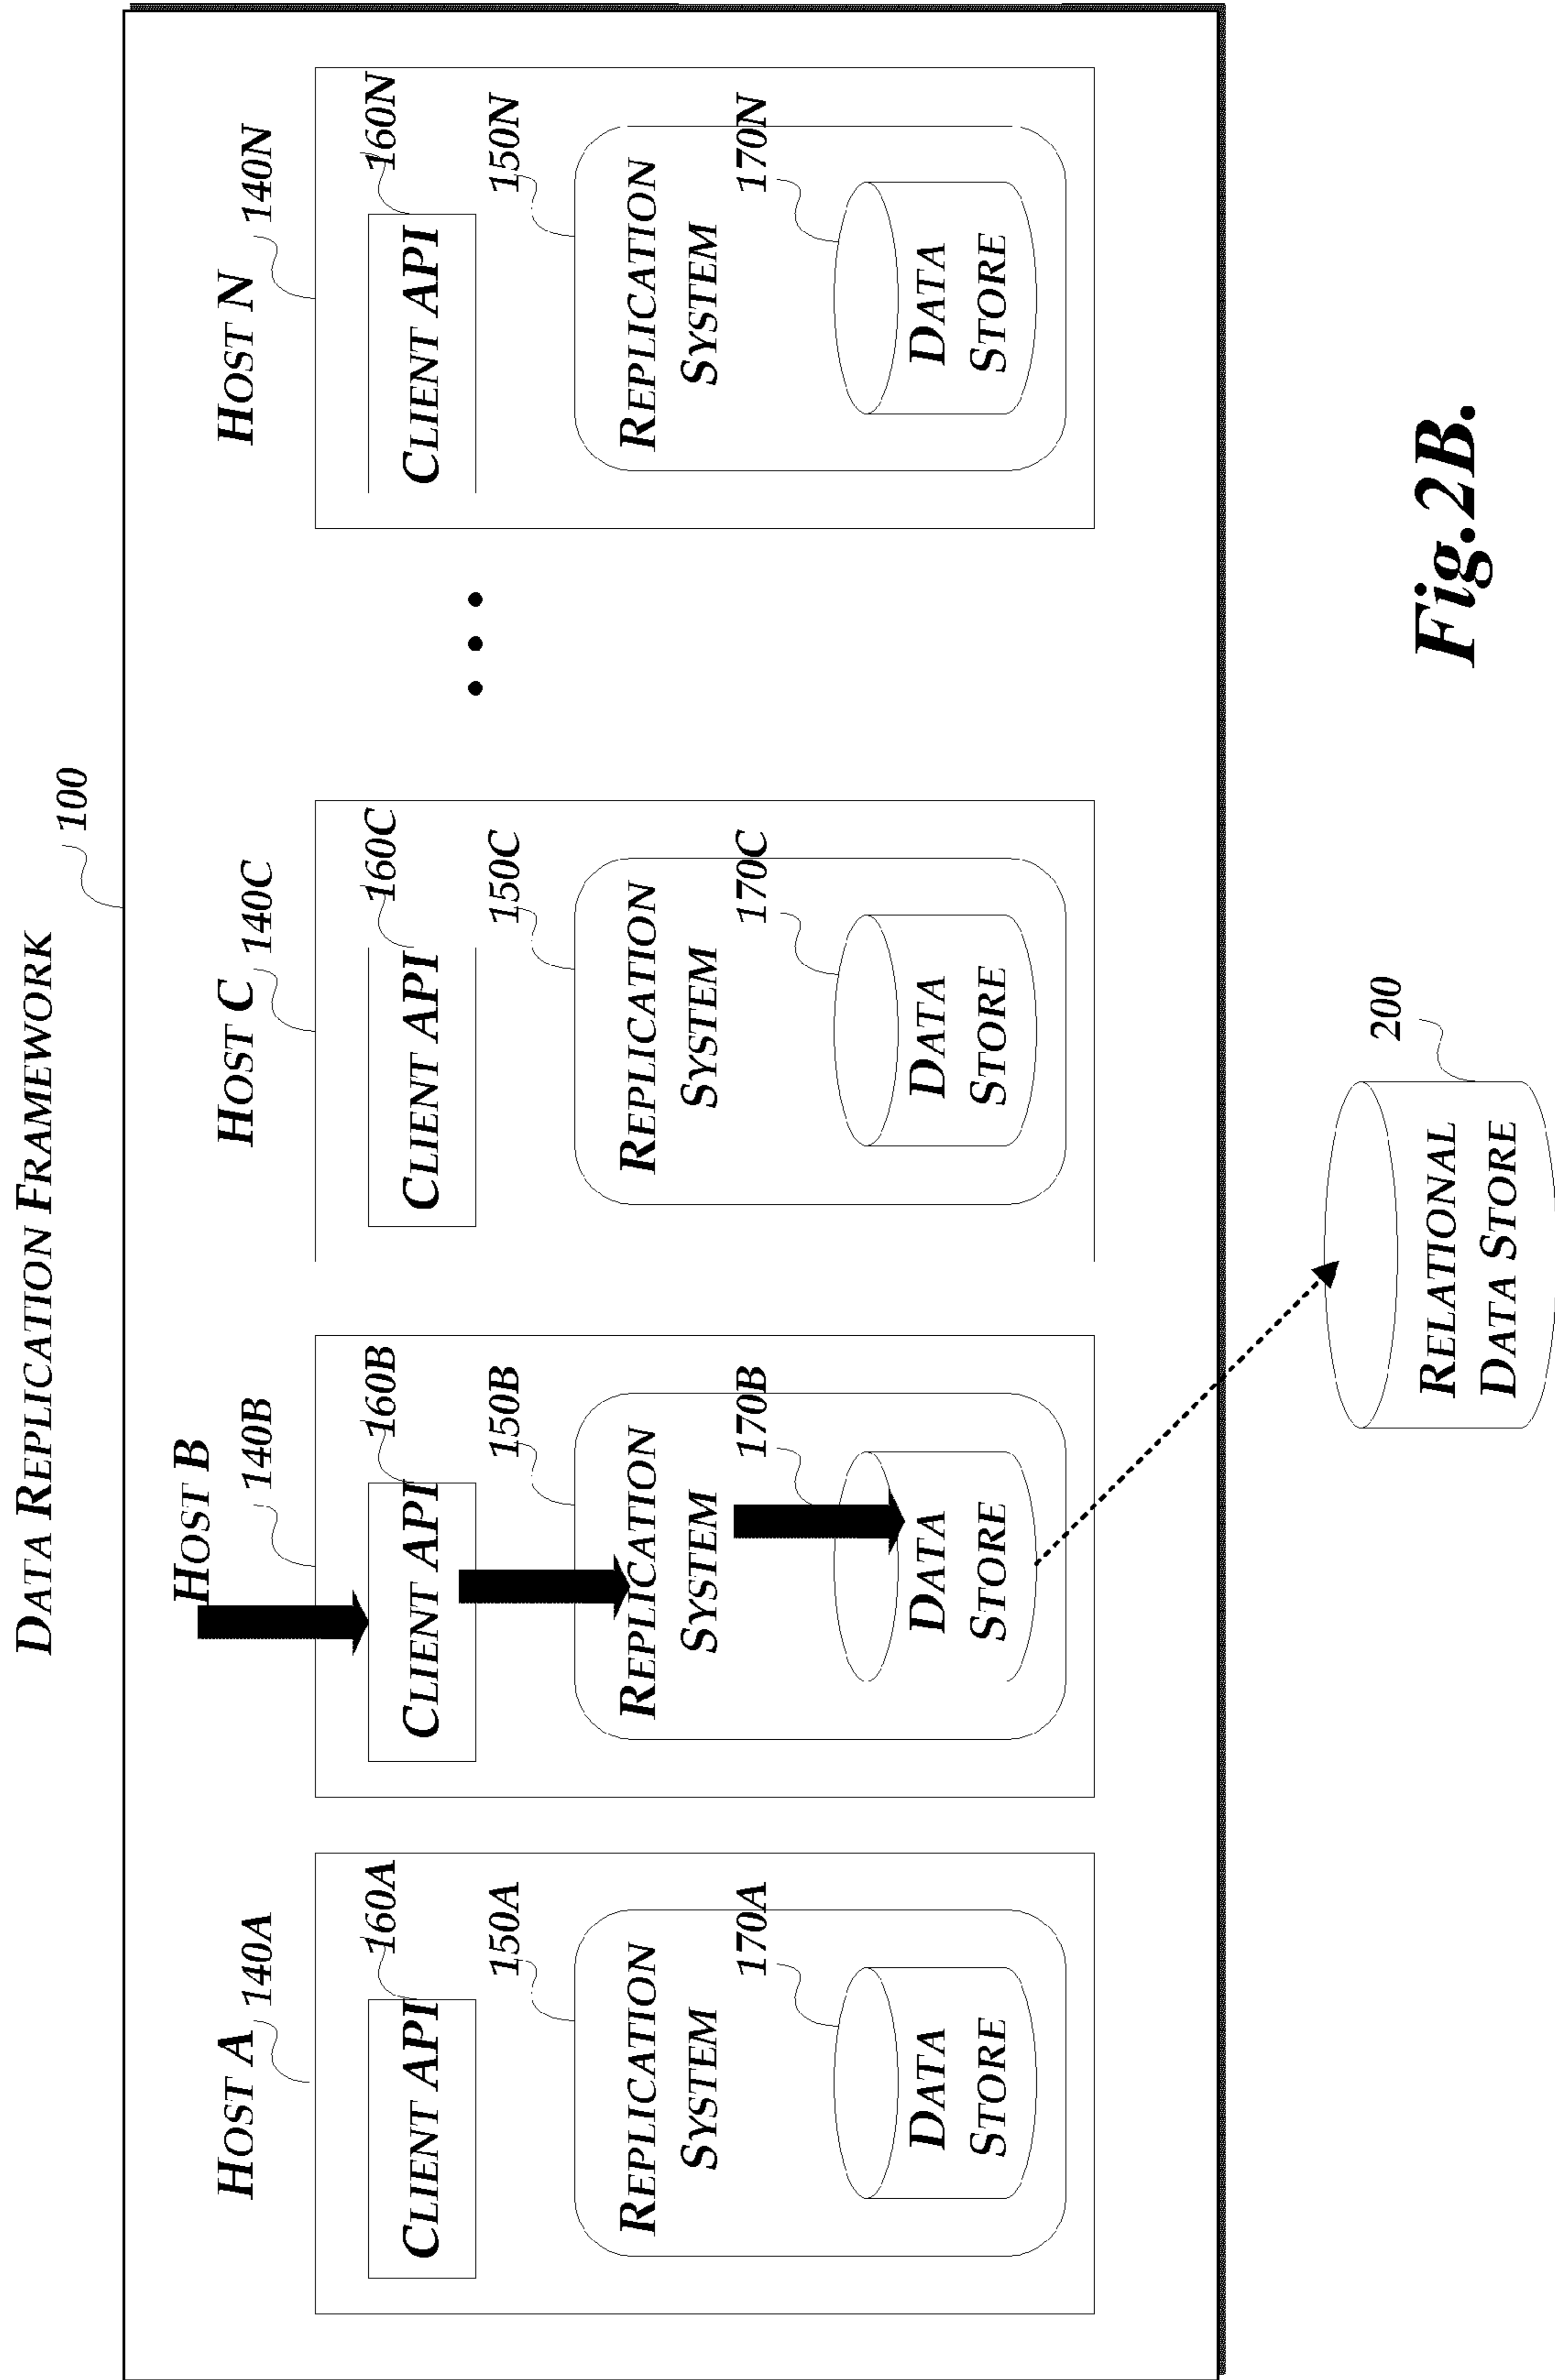 DATA REPLICATION FRAMEWORK
100
HOST A
140A
160A
CLIENT API
150A
REPLICATION
SYSTEM
170A
DATA
STORE
HOST B
140B
160B
CLIENT API
150B
REPLICATION
SYSTEM
170B
DATA
STORE
HOST C
140C
160C
CLIENT API
150C
REPLICATION
SYSTEM
170C
DATA
STORE
HOST N
140N
160N
CLIENT API
150N
REPLICATION
SYSTEM
170N
DATA
STORE
200
RELATIONAL
DATA STORE
Fig.2B.